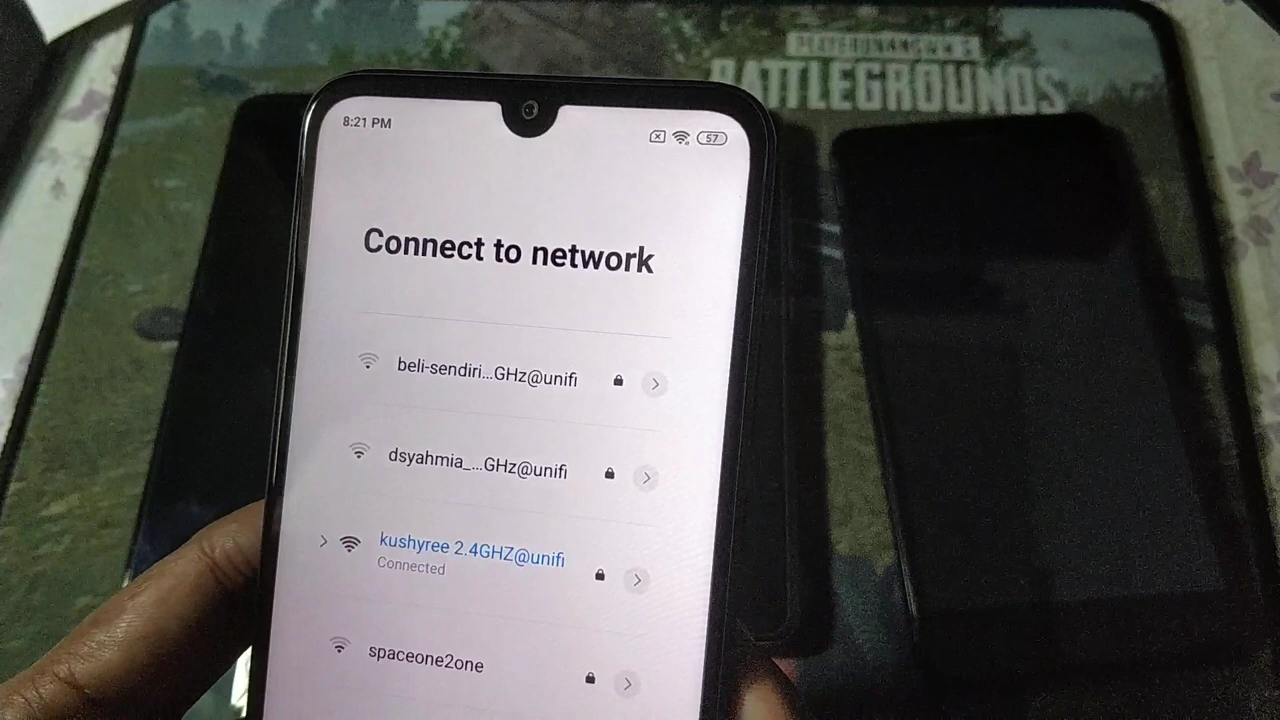 PLAYERUNKNOWN'S
BATTLEGROUNDS
8:21 PM
57
Connect to network
beli-sendiri...GHz@unifi
dsyahmia_...GHz@unifi
kushyree 2.4GHZ@unifi
Connected
spaceone2one